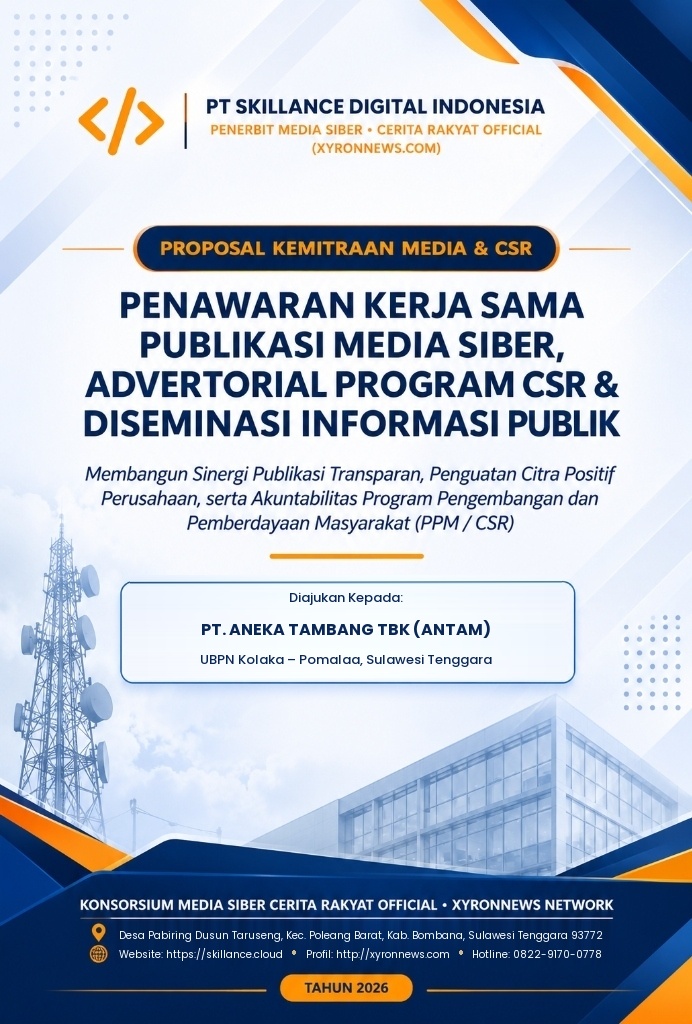 </>
PT SKILLANCE DIGITAL INDONESIA
PENERBIT MEDIA SIBER • CERITA RAKYAT OFFICIAL
(XYRONNEWS.COM)
PROPOSAL KEMITRAAN MEDIA & CSR
PENAWARAN KERJA SAMA
PUBLIKASI MEDIA SIBER,
ADVERTORIAL PROGRAM CSR &
DISEMINASI INFORMASI PUBLIK
Membangun Sinergi Publikasi Transparan, Penguatan Citra Positif
Perusahaan, serta Akuntabilitas Program Pengembangan dan
Pemberdayaan Masyarakat (PPM / CSR)
Diajukan Kepada:
PT. ANEKA TAMBANG TBK (ANTAM)
UBPN Kolaka – Pomalaa, Sulawesi Tenggara
KONSORSIUM MEDIA SIBER CERITA RAKYAT OFFICIAL • XYRONNEWS NETWORK
Desa Pabiring Dusun Taruseng, Kec. Poleang Barat, Kab. Bombana, Sulawesi Tenggara 93772
Website: https://skillance.cloud • Profil: http://xyronnews.com • Hotline: 0822-9170-0778
TAHUN 2026